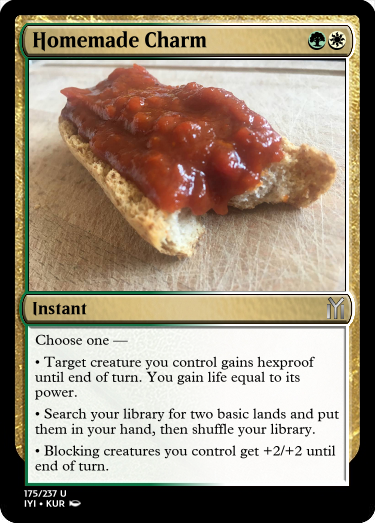 Homemade Charm
Instant
Choose one —
• Target creature you control gains hexproof
until end of turn. You gain life equal to its
power.
• Search your library for two basic lands and put
them in your hand, then shuffle your library.
• Blocking creatures you control get +2/+2 until
end of turn.
175/237 U
IYI • KUR